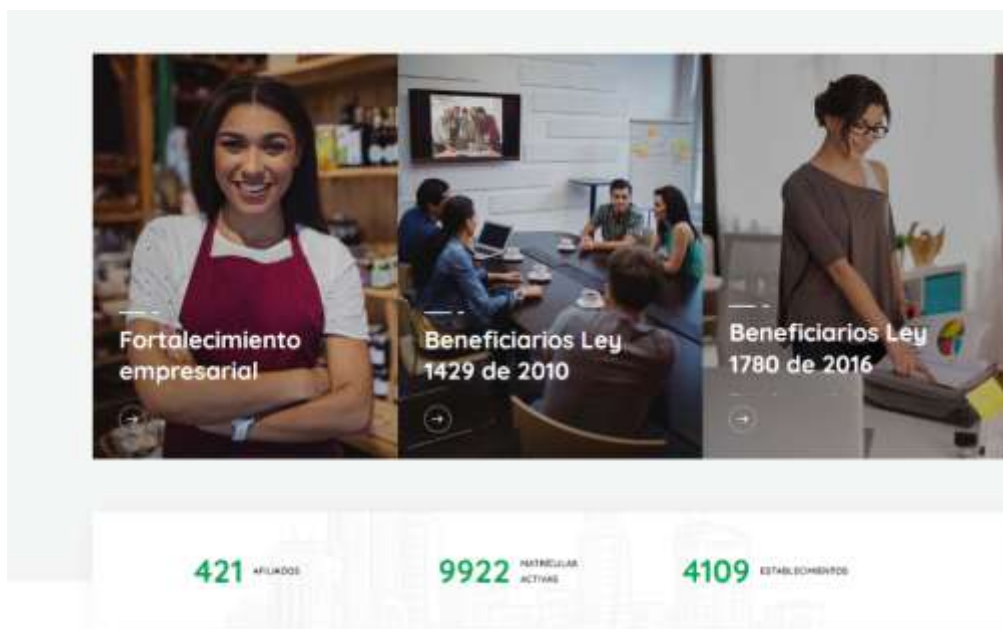 Fortalecimiento
empresarial
Beneficiarios Ley
1429 de 2010
Beneficiarios Ley
1780 de 2016
421 AFILIADOS
9922 MATRÍCULAS
ACTIVAS
4109 ESTABLECIMIENTOS